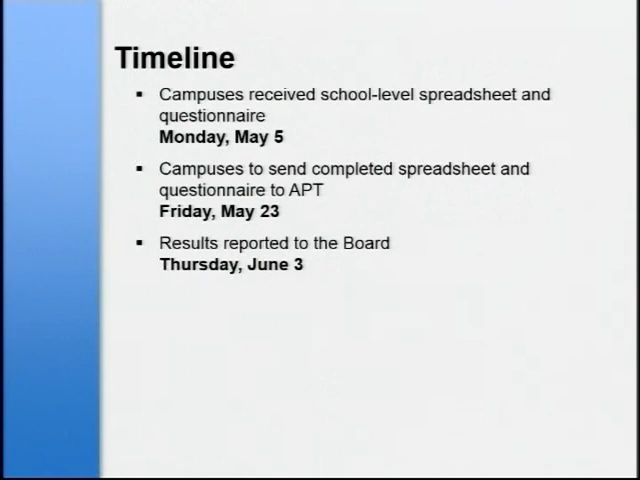 Timeline
▪ Campuses received school-level spreadsheet and
questionnaire
Monday, May 5
▪ Campuses to send completed spreadsheet and
questionnaire to APT
Friday, May 23
▪ Results reported to the Board
Thursday, June 3